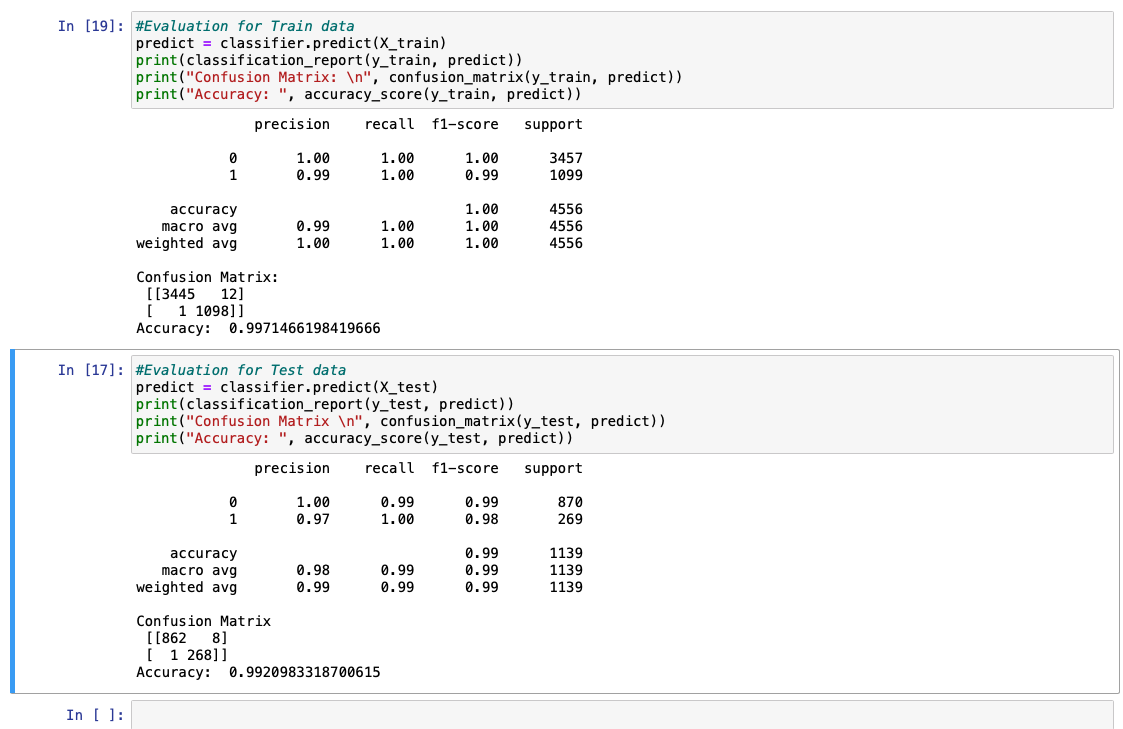 In [19]: #Evaluation for Train data
predict = classifier.predict(X_train)
print(classification_report(y_train, predict))
print("Confusion Matrix: \n", confusion_matrix(y_train, predict))
print("Accuracy: ", accuracy_score(y_train, predict))
precision recall f1-score support
0 1.00 1.00 1.00 3457
1 0.99 1.00 0.99 1099
accuracy 1.00 4556
macro avg 0.99 1.00 1.00 4556
weighted avg 1.00 1.00 1.00 4556
Confusion Matrix:
[[3445 12]
[ 1 1098]]
Accuracy: 0.9971466198419666
In [17]: #Evaluation for Test data
predict = classifier.predict(X_test)
print(classification_report(y_test, predict))
print("Confusion Matrix \n", confusion_matrix(y_test, predict))
print("Accuracy: ", accuracy_score(y_test, predict))
precision recall f1-score support
0 1.00 0.99 0.99 870
1 0.97 1.00 0.98 269
accuracy 0.99 1139
macro avg 0.98 0.99 0.99 1139
weighted avg 0.99 0.99 0.99 1139
Confusion Matrix
[[862 8]
[ 1 268]]
Accuracy: 0.9920983318700615
In [ ]: